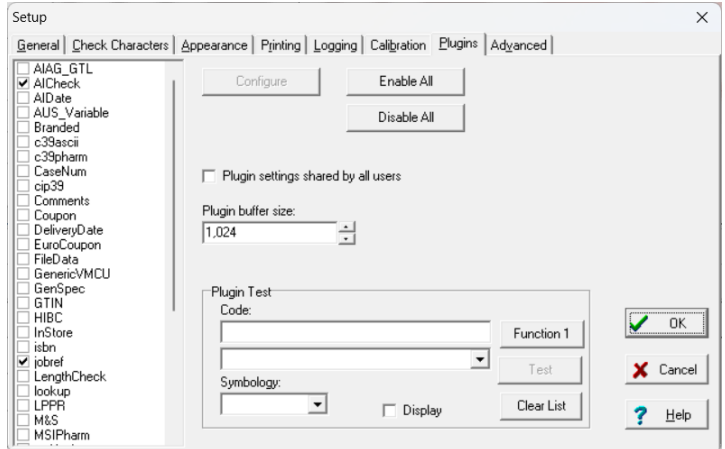 Setup
General Check Characters Appearance Printing Logging Calibration Plugins Advanced
AIAG_GTL
AICheck
AIDate
AUS_Variable
Branded
c39ascii
c39pharm
CaseNum
cip39
Comments
Coupon
DeliveryDate
EuroCoupon
FileData
GenericVMCU
GenSpec
GTIN
HIBC
InStore
isbn
jobref
LengthCheck
lookup
LPPR
M&S
MSIPharm
Configure
Enable All
Disable All
Plugin settings shared by all users
Plugin buffer size:
1,024
Plugin Test
Code:
Function 1
Test
Symbology:
Display
Clear List
OK
Cancel
Help